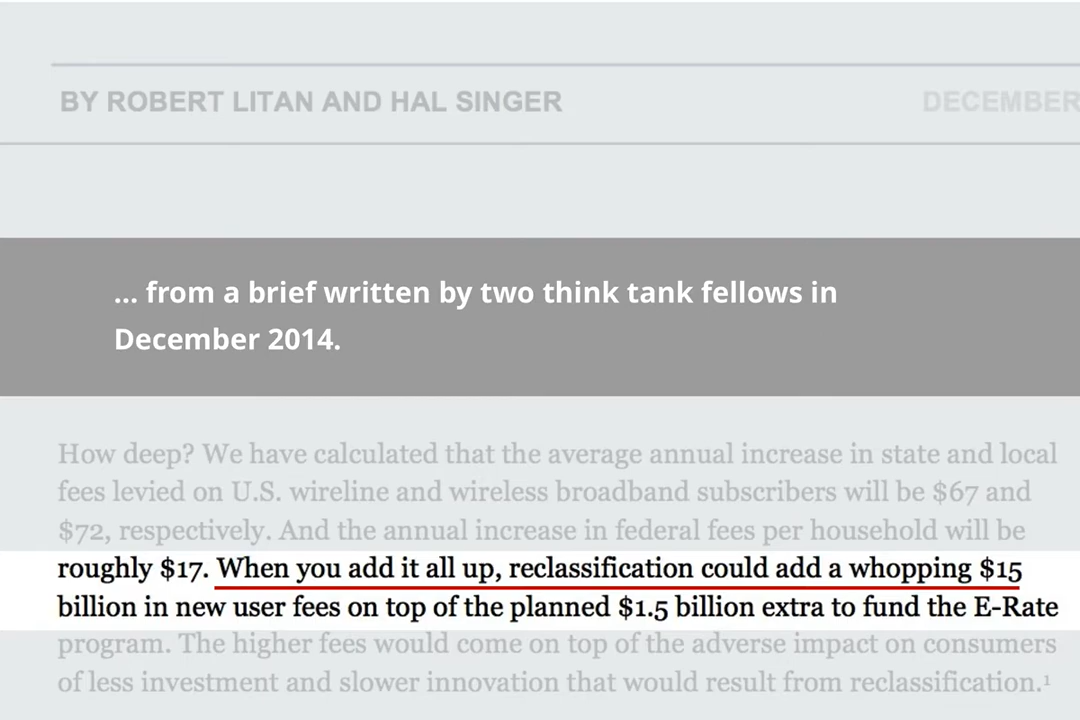 BY ROBERT LITAN AND HAL SINGER DECEMBER
... from a brief written by two think tank fellows in
December 2014.
How deep? We have calculated that the average annual increase in state and local
fees levied on U.S. wireline and wireless broadband subscribers will be $67 and
$72, respectively. And the annual increase in federal fees per household will be
roughly $17. When you add it all up, reclassification could add a whopping $15
billion in new user fees on top of the planned $1.5 billion extra to fund the E-Rate
program. The higher fees would come on top of the adverse impact on consumers
of less investment and slower innovation that would result from reclassification.¹